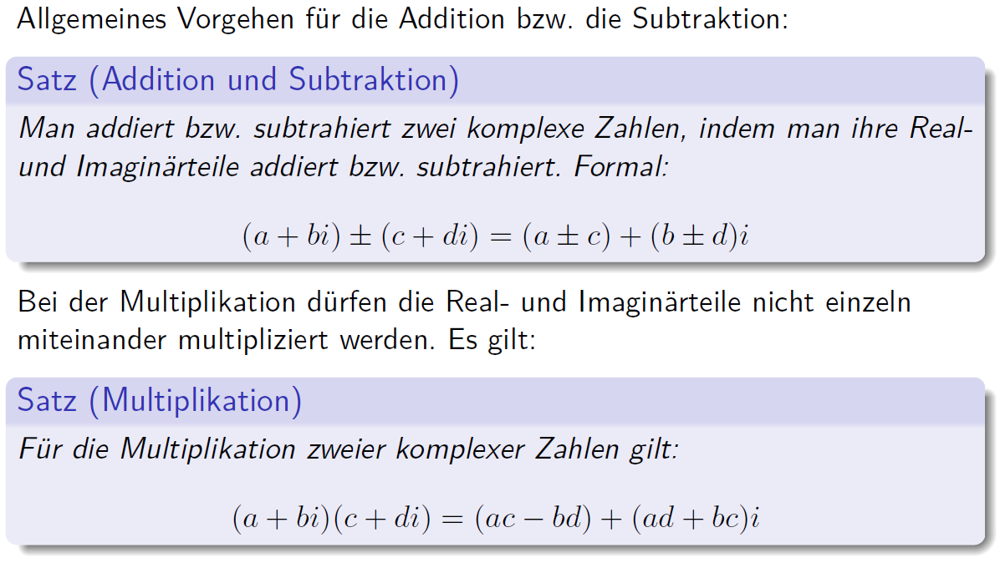 Allgemeines Vorgehen für die Addition bzw. die Subtraktion:
Satz (Addition und Subtraktion)
Man addiert bzw. subtrahiert zwei komplexe Zahlen, indem man ihre Real-
und Imaginärteile addiert bzw. subtrahiert. Formal:
(a + bi) ± (c + di) = (a ± c) + (b ± d)i
Bei der Multiplikation dürfen die Real- und Imaginärteile nicht einzeln
miteinander multipliziert werden. Es gilt:
Satz (Multiplikation)
Für die Multiplikation zweier komplexer Zahlen gilt:
(a + bi)(c + di) = (ac − bd) + (ad + bc)i